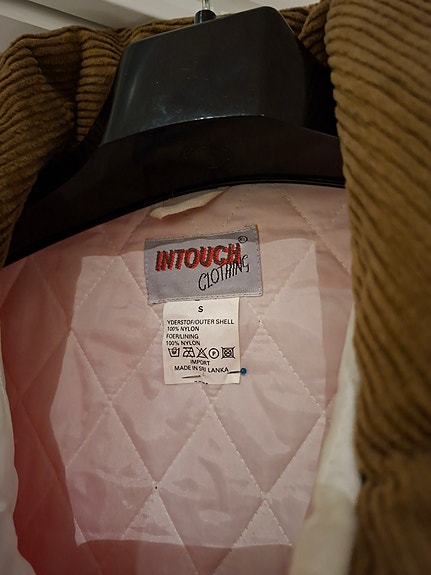 INTOUCH®
CLOTHING
S
YDERSTOF/OUTER SHELL
100% NYLON
FOER/LINING
100% NYLON
IMPORT
MADE IN SRI LANKA